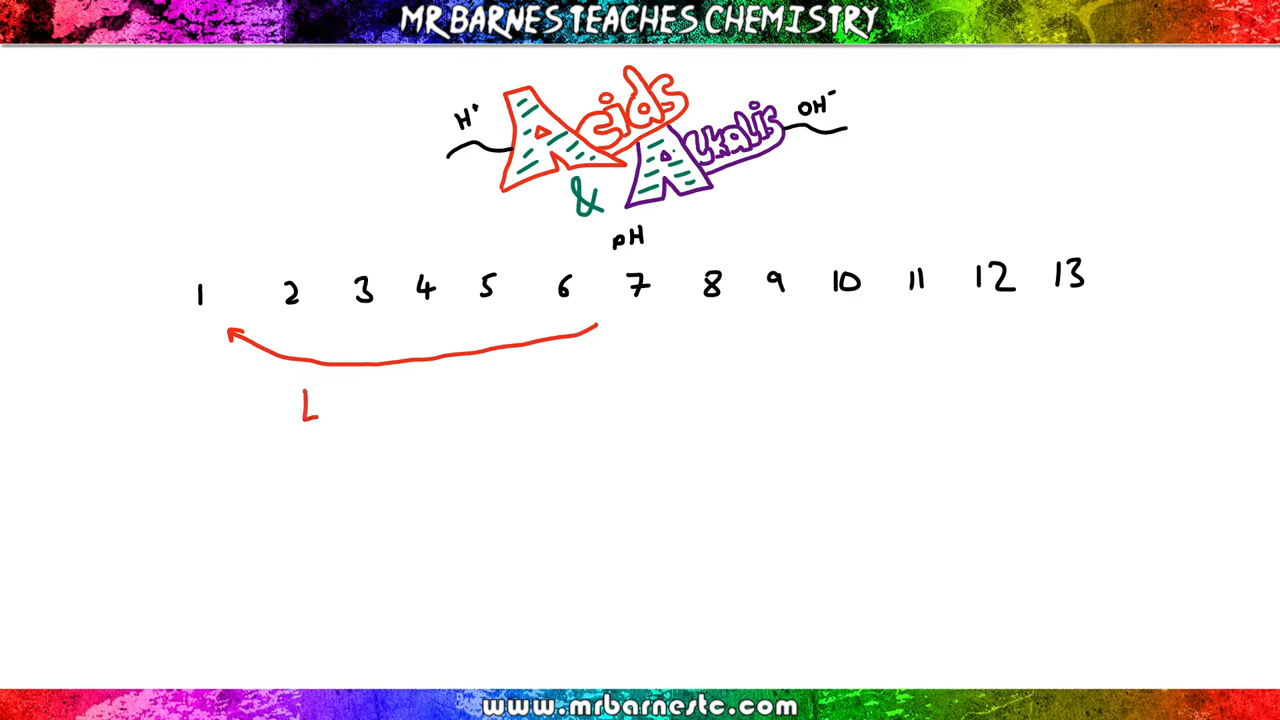 MR BARNES TEACHES CHEMISTRY
H⁺ Acids OH⁻
& Alkalis
pH
1 2 3 4 5 6 7 8 9 10 11 12 13
L
www.mrbarnestc.com